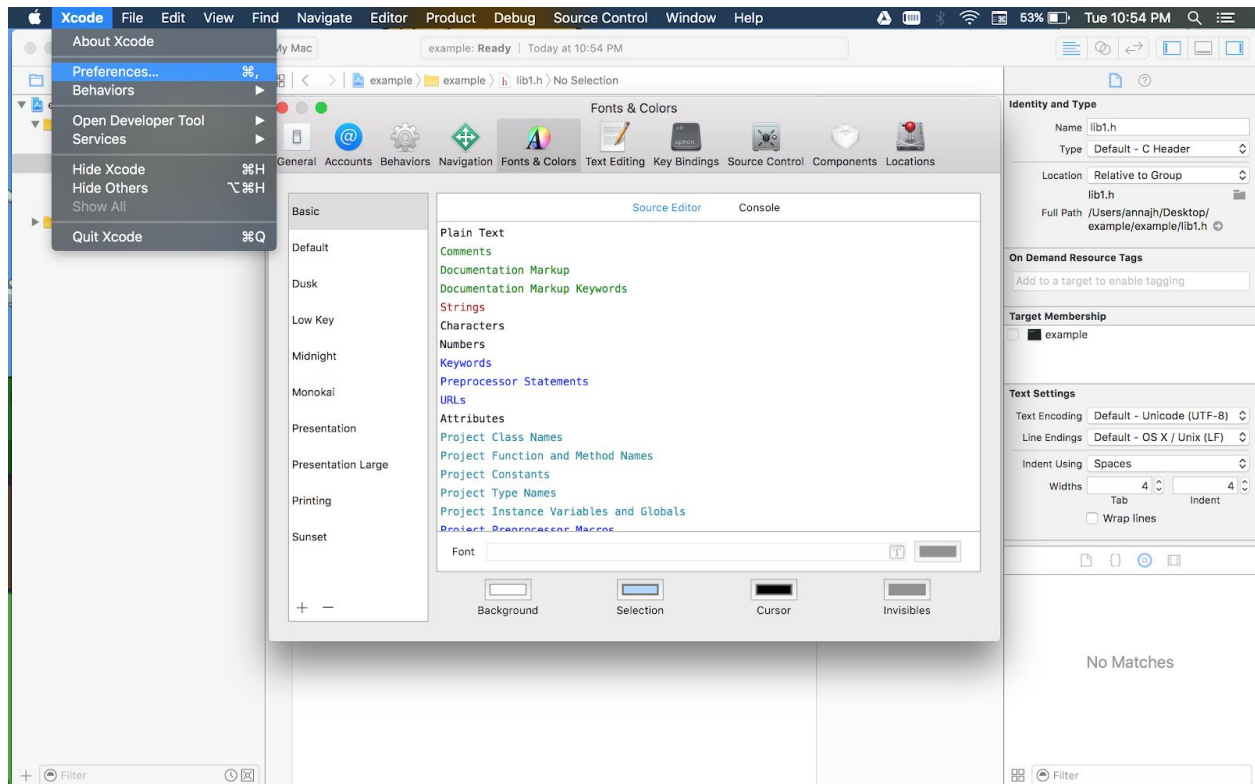 Xcode File Edit View Find Navigate Editor Product Debug Source Control Window Help 53% Tue 10:54 PM
About Xcode
Preferences... ⌘,
Behaviors
Open Developer Tool
Services
Hide Xcode ⌘H
Hide Others ⌥⌘H
Show All
Quit Xcode ⌘Q
My Mac
example: Ready | Today at 10:54 PM
example example h lib1.h No Selection
Fonts & Colors
General Accounts Behaviors Navigation Fonts & Colors Text Editing Key Bindings Source Control Components Locations
Basic
Default
Dusk
Low Key
Midnight
Monokai
Presentation
Presentation Large
Printing
Sunset
+ −
Source Editor Console
Plain Text
Comments
Documentation Markup
Documentation Markup Keywords
Strings
Characters
Numbers
Keywords
Preprocessor Statements
URLs
Attributes
Project Class Names
Project Function and Method Names
Project Constants
Project Type Names
Project Instance Variables and Globals
Project Preprocessor Macros
Font
Background Selection Cursor Invisibles
Identity and Type
Name lib1.h
Type Default - C Header
Location Relative to Group
lib1.h
Full Path /Users/annajh/Desktop/
example/example/lib1.h
On Demand Resource Tags
Add to a target to enable tagging
Target Membership
example
Text Settings
Text Encoding Default - Unicode (UTF-8)
Line Endings Default - OS X / Unix (LF)
Indent Using Spaces
Widths 4 4
Tab Indent
Wrap lines
No Matches
+ Filter
Filter